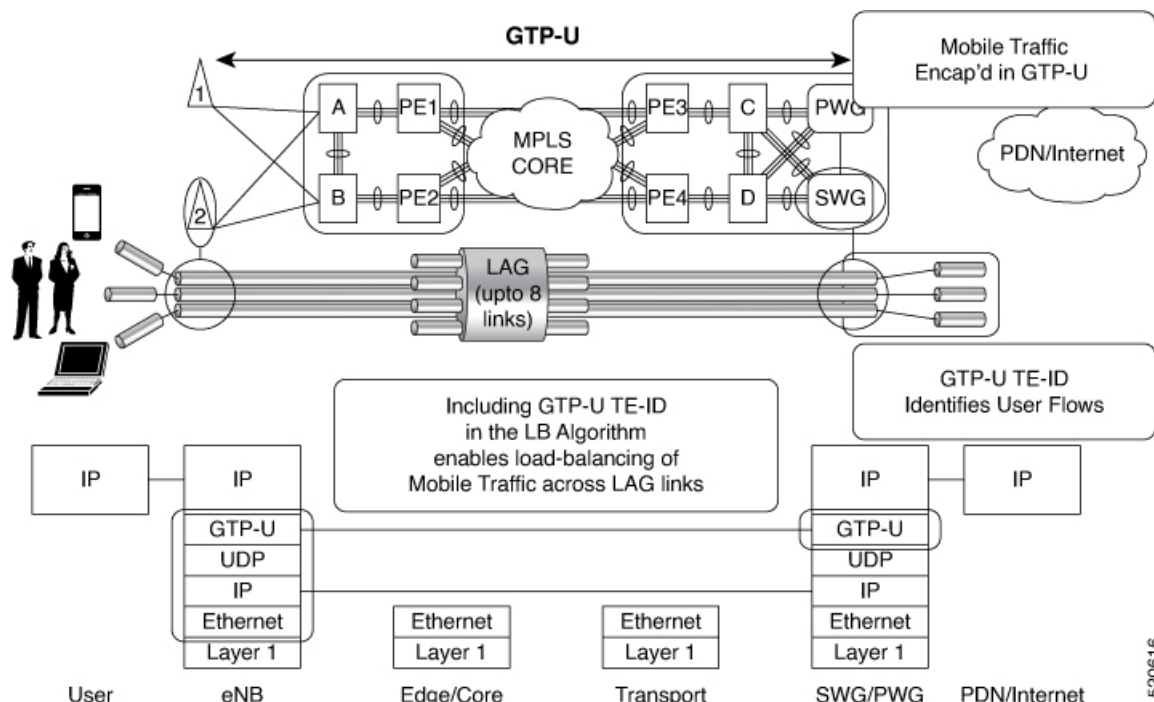 GTP-U
Mobile Traffic
Encap'd in GTP-U
1
A
PE1
PE3
C
PWG
MPLS
CORE
PDN/Internet
2
B
PE2
PE4
D
SWG
LAG
(upto 8
links)
Including GTP-U TE-ID
in the LB Algorithm
enables load-balancing of
Mobile Traffic across LAG links
GTP-U TE-ID
Identifies User Flows
IP
IP
IP
IP
GTP-U
GTP-U
UDP
UDP
IP
IP
Ethernet
Ethernet
Ethernet
Ethernet
Layer 1
Layer 1
Layer 1
Layer 1
User
eNB
Edge/Core
Transport
SWG/PWG
PDN/Internet
520616